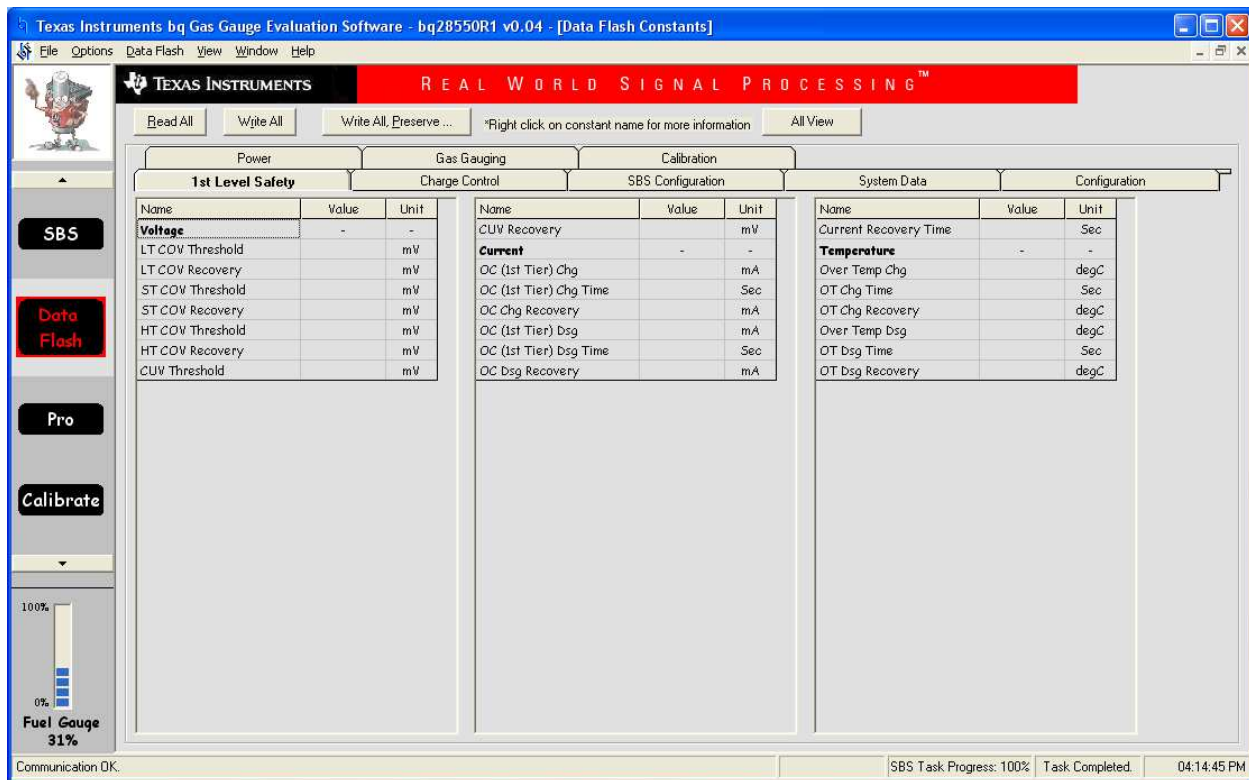 Texas Instruments bq Gas Gauge Evaluation Software - bq28550R1 v0.04 - [Data Flash Constants]
File Options Data Flash View Window Help
TEXAS INSTRUMENTS REAL WORLD SIGNAL PROCESSING™
Read All Write All Write All, Preserve ... *Right click on constant name for more information All View
Power Gas Gauging Calibration
1st Level Safety Charge Control SBS Configuration System Data Configuration
SBS
Data
Flash
Pro
Calibrate
100%
0%
Fuel Gauge
31%
Name Value Unit
Voltage - -
LT COV Threshold mV
LT COV Recovery mV
ST COV Threshold mV
ST COV Recovery mV
HT COV Threshold mV
HT COV Recovery mV
CUV Threshold mV
Name Value Unit
CUV Recovery mV
Current - -
OC (1st Tier) Chg mA
OC (1st Tier) Chg Time Sec
OC Chg Recovery mA
OC (1st Tier) Dsg mA
OC (1st Tier) Dsg Time Sec
OC Dsg Recovery mA
Name Value Unit
Current Recovery Time Sec
Temperature - -
Over Temp Chg degC
OT Chg Time Sec
OT Chg Recovery degC
Over Temp Dsg degC
OT Dsg Time Sec
OT Dsg Recovery degC
Communication OK. SBS Task Progress: 100% Task Completed. 04:14:45 PM